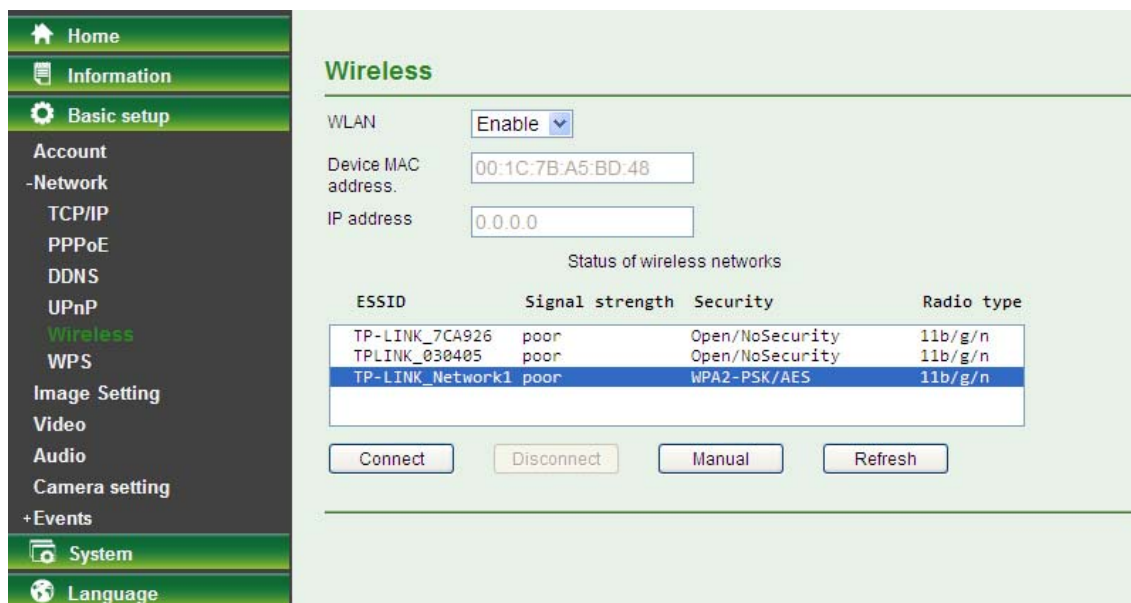 Home
Information
Basic setup
Account
-Network
TCP/IP
PPPoE
DDNS
UPnP
Wireless
WPS
Image Setting
Video
Audio
Camera setting
+Events
System
Language
Wireless
WLAN Enable
Device MAC address. 00:1C:7B:A5:BD:48
IP address 0.0.0.0
Status of wireless networks
ESSID Signal strength Security Radio type
TP-LINK_7CA926 poor Open/NoSecurity 11b/g/n
TPLINK_030405 poor Open/NoSecurity 11b/g/n
TP-LINK_Network1 poor WPA2-PSK/AES 11b/g/n
Connect Disconnect Manual Refresh